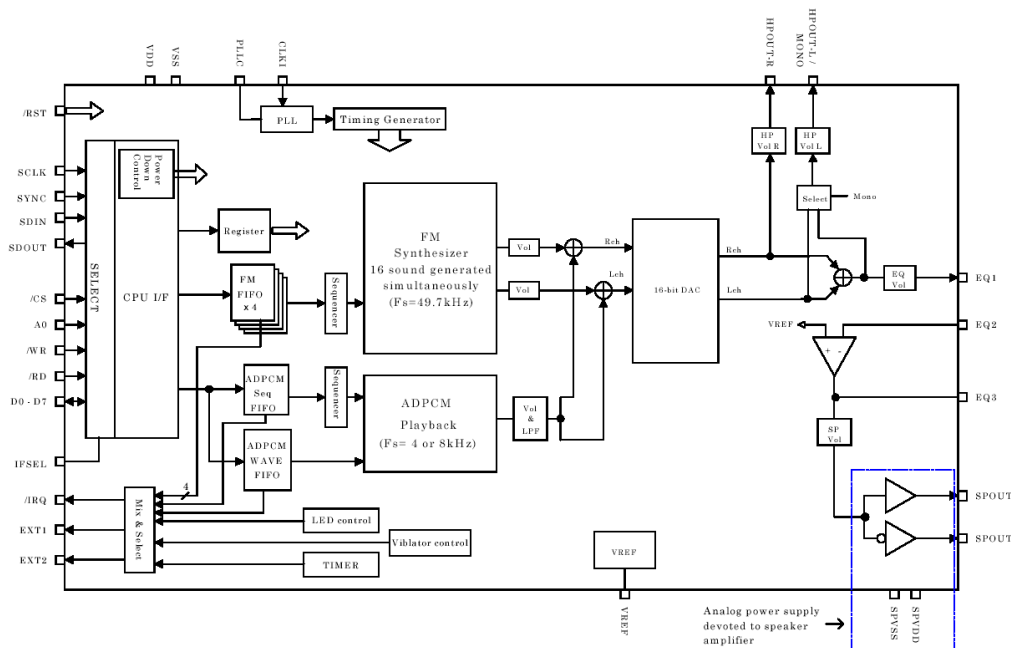 VDD
VSS
PLLC
CLKI
HPOUT-R
HPOUT-L /
MONO
/RST
PLL
Timing Generator
SCLK
SYNC
SDIN
SDOUT
/CS
A0
/WR
/RD
D0 - D7
IFSEL
/IRQ
EXT1
EXT2
SELECT
CPU I/F
Power
Down
Control
Register
FM
FIFO
x 4
Sequencer
FM
Synthesizer
16 sound generated
simultaneously
(Fs=49.7kHz)
Vol
Vol
Rch
Lch
16-bit DAC
Rch
Lch
HP
Vol R
HP
Vol L
Select
Mono
EQ
Vol
EQ1
EQ2
EQ3
VREF
+ -
SP
Vol
ADPCM
Seq
FIFO
Sequencer
ADPCM
Playback
(Fs= 4 or 8kHz)
Vol
&
LPF
ADPCM
WAVE
FIFO
4
Mix & Select
LED control
Viblator control
TIMER
VREF
VREF
SPOUT
SPOUT
SPVSS
SPVDD
Analog power supply
devoted to speaker
amplifier